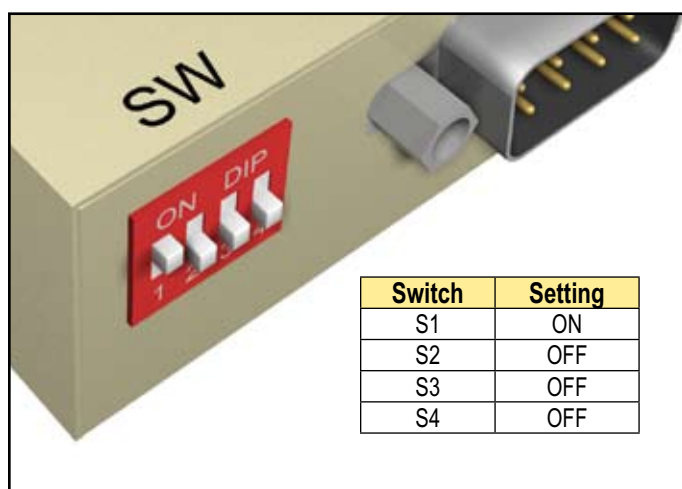 SW
ON DIP
1 2 3 4
Switch Setting
S1 ON
S2 OFF
S3 OFF
S4 OFF